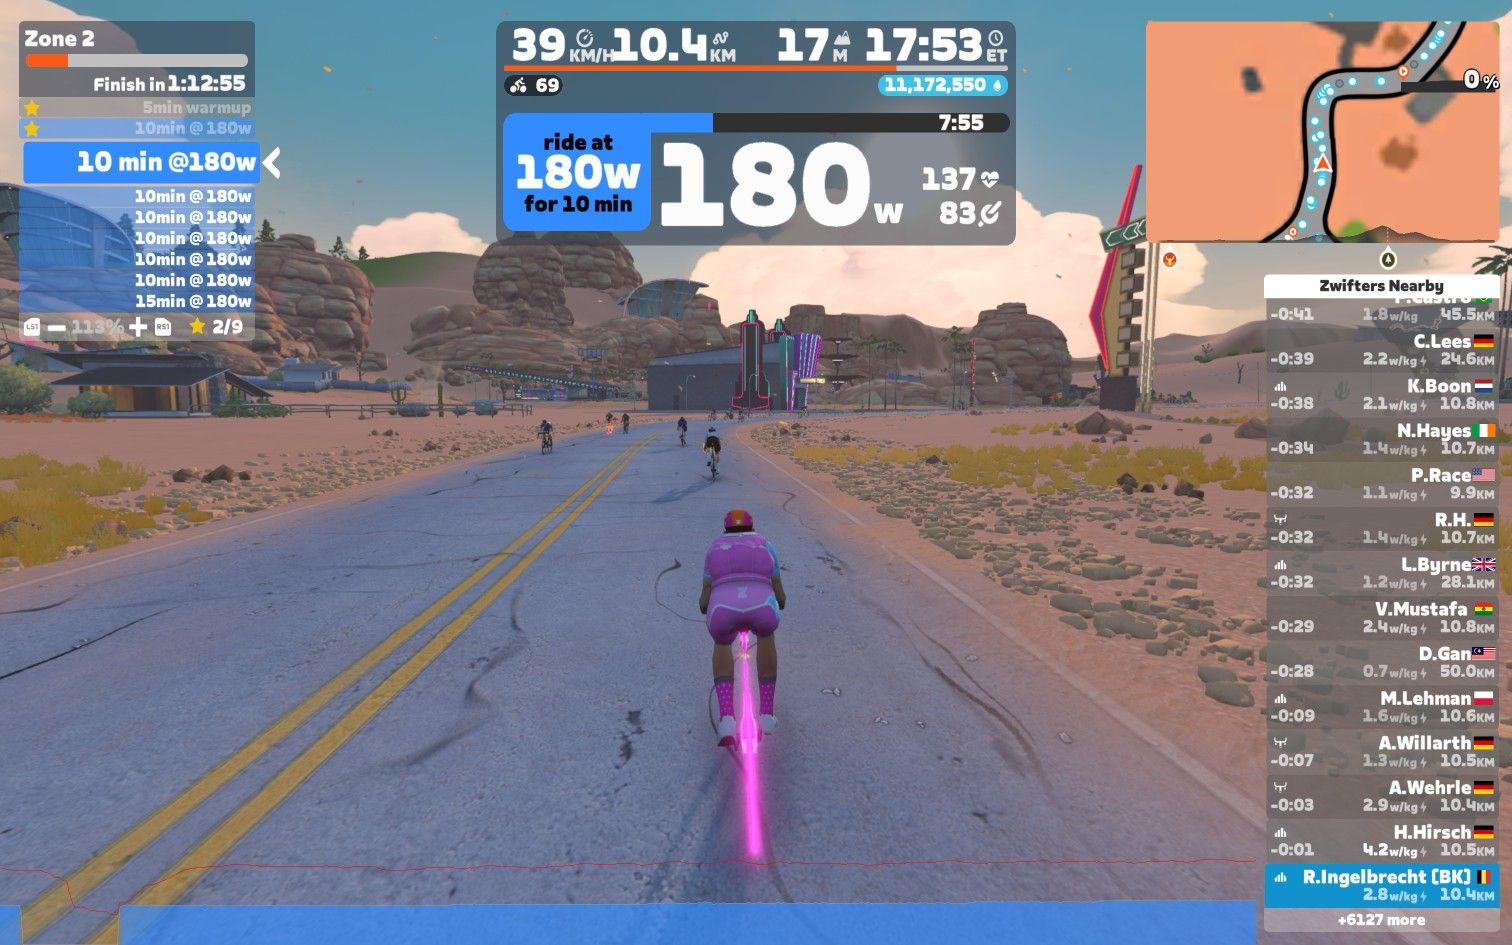 Zone 2
Finish in 1:12:55
5min warmup
10min @ 180w
10 min @180w
10min @ 180w
10min @ 180w
10min @ 180w
10min @ 180w
10min @ 180w
15min @ 180w
LS1 − 113% + RS1 2/9
39 KM/H 10.4 KM 17 M 17:53 ET
69 11,172,550
7:55
ride at
180w
for 10 min
180 w
137
83
0 %
Zwifters Nearby
-0:41 1.8w/kg 45.5KM
C.Lees
-0:39 2.2w/kg 24.6KM
K.Boon
-0:38 2.1w/kg 10.8KM
N.Hayes
-0:34 1.4w/kg 10.7KM
P.Race
-0:32 1.1w/kg 9.9KM
R.H.
-0:32 1.4w/kg 10.7KM
L.Byrne
-0:32 1.2w/kg 28.1KM
V.Mustafa
-0:29 2.4w/kg 10.8KM
D.Gan
-0:28 0.7w/kg 50.0KM
M.Lehman
-0:09 1.6w/kg 10.6KM
A.Willarth
-0:07 1.3w/kg 10.5KM
A.Wehrle
-0:03 2.9w/kg 10.4KM
H.Hirsch
-0:01 4.2w/kg 10.5KM
R.Ingelbrecht [BK]
2.8w/kg 10.4KM
+6127 more